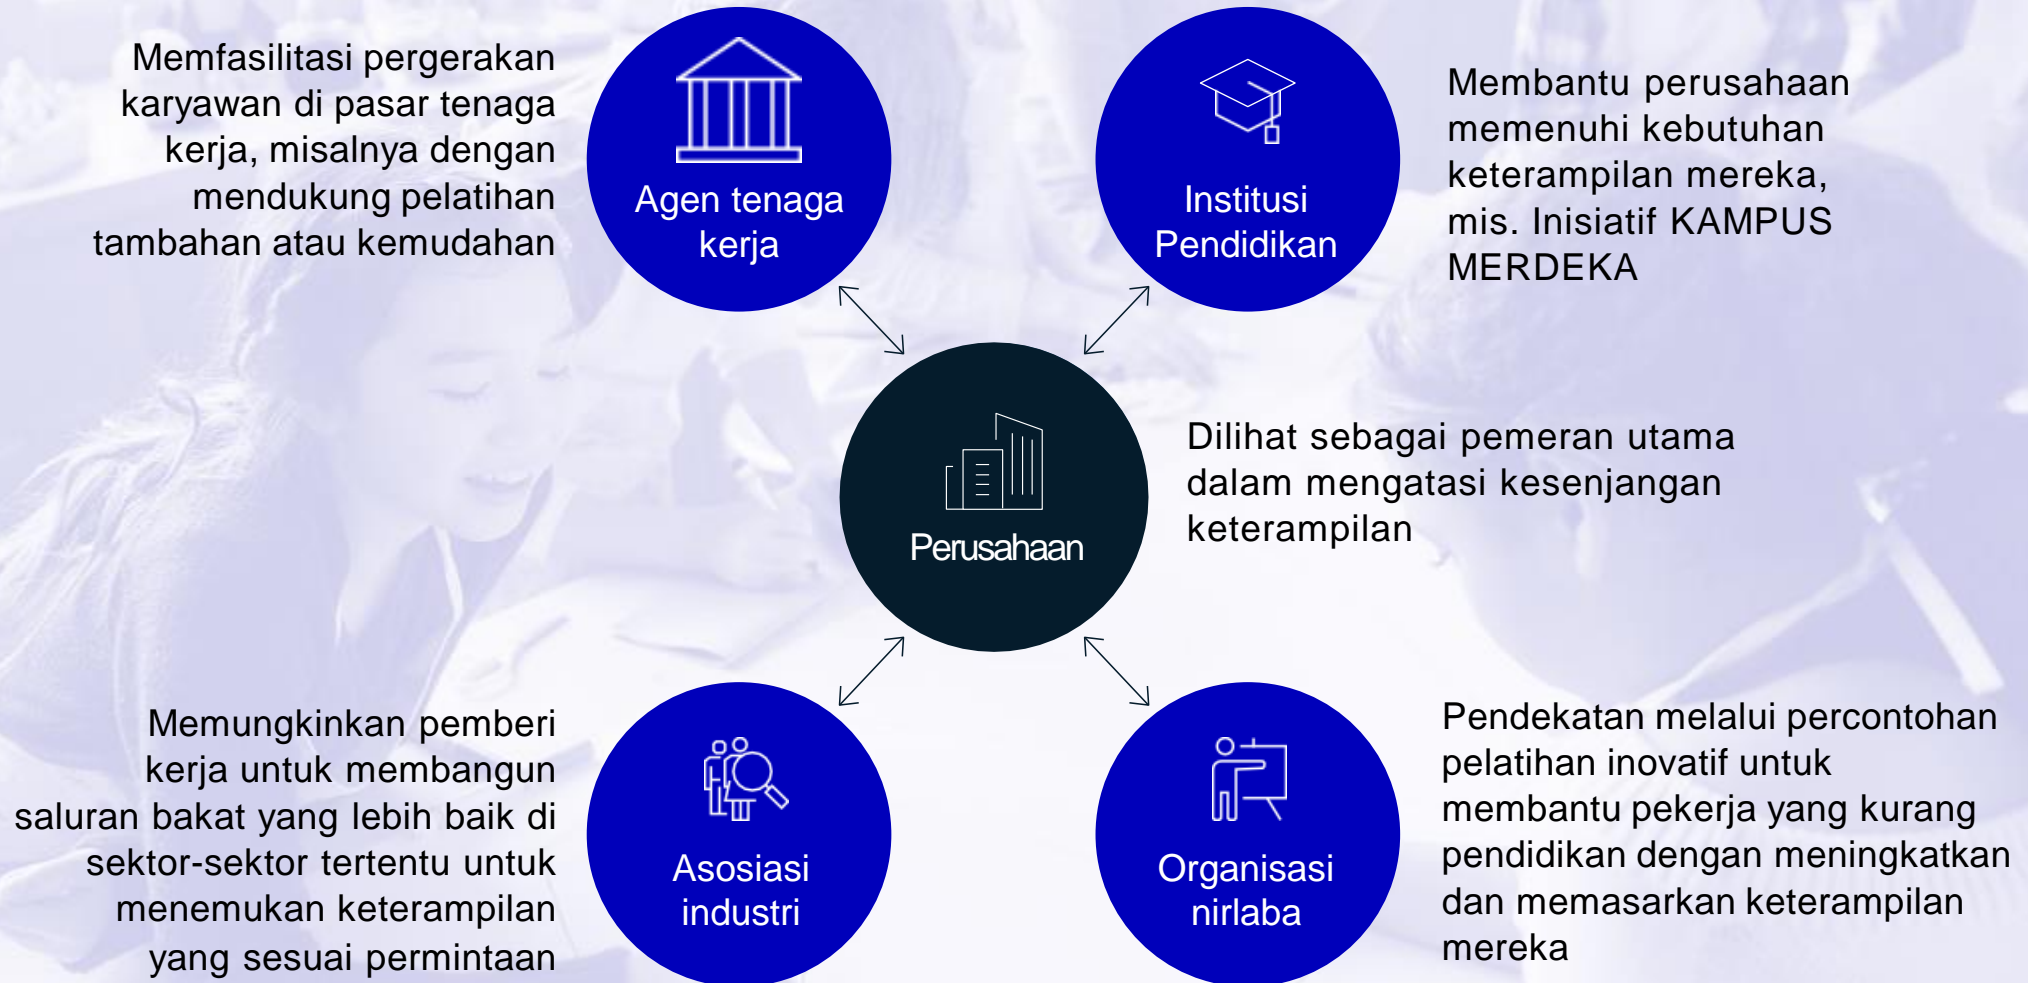 Memfasilitasi pergerakan
karyawan di pasar tenaga
kerja, misalnya dengan
mendukung pelatihan
tambahan atau kemudahan
Agen tenaga
kerja
Institusi
Pendidikan
Membantu perusahaan
memenuhi kebutuhan
keterampilan mereka,
mis. Inisiatif KAMPUS
MERDEKA
Perusahaan
Dilihat sebagai pemeran utama
dalam mengatasi kesenjangan
keterampilan
Memungkinkan pemberi
kerja untuk membangun
saluran bakat yang lebih baik di
sektor-sektor tertentu untuk
menemukan keterampilan
yang sesuai permintaan
Asosiasi
industri
Organisasi
nirlaba
Pendekatan melalui percontohan
pelatihan inovatif untuk
membantu pekerja yang kurang
pendidikan dengan meningkatkan
dan memasarkan keterampilan
mereka